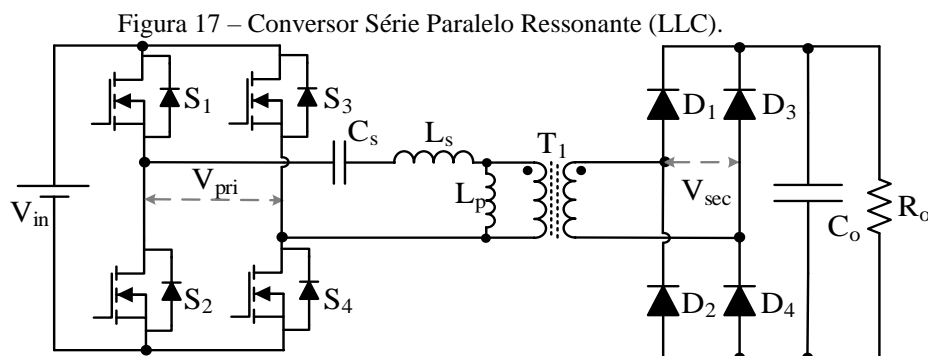 Figura 17 – Conversor Série Paralelo Ressonante (LLC).
S1
S3
Cs
Ls
T1
D1
D3
Vin
Vpri
Lp
Vsec
Co
Ro
S2
S4
D2
D4